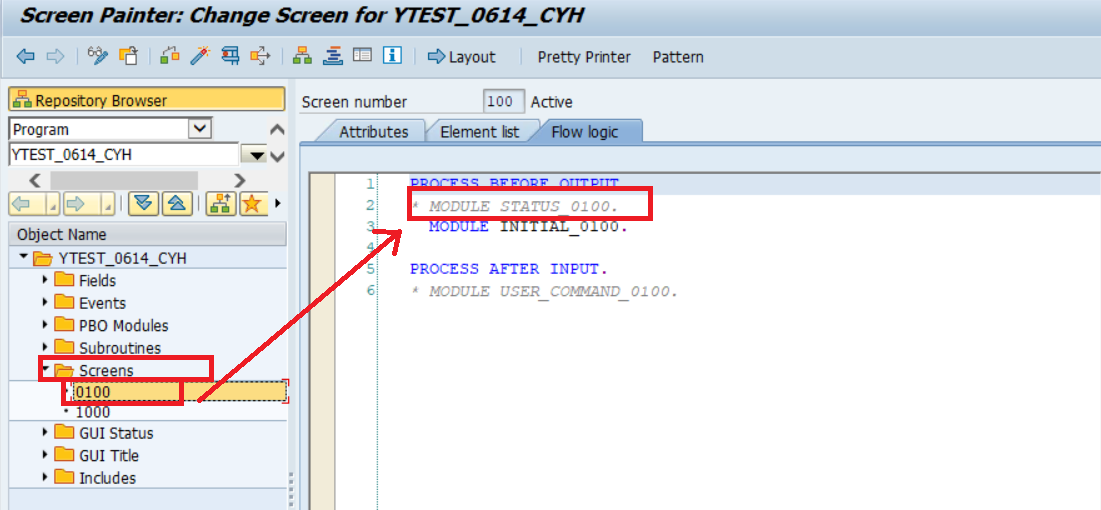 Screen Painter: Change Screen for YTEST_0614_CYH
Layout Pretty Printer Pattern
Repository Browser
Program
YTEST_0614_CYH
Object Name
YTEST_0614_CYH
Fields
Events
PBO Modules
Subroutines
Screens
0100
1000
GUI Status
GUI Title
Includes
Screen number 100 Active
Attributes Element list Flow logic
1 PROCESS BEFORE OUTPUT
2 * MODULE STATUS_0100.
3 MODULE INITIAL_0100.
4
5 PROCESS AFTER INPUT.
6 * MODULE USER_COMMAND_0100.